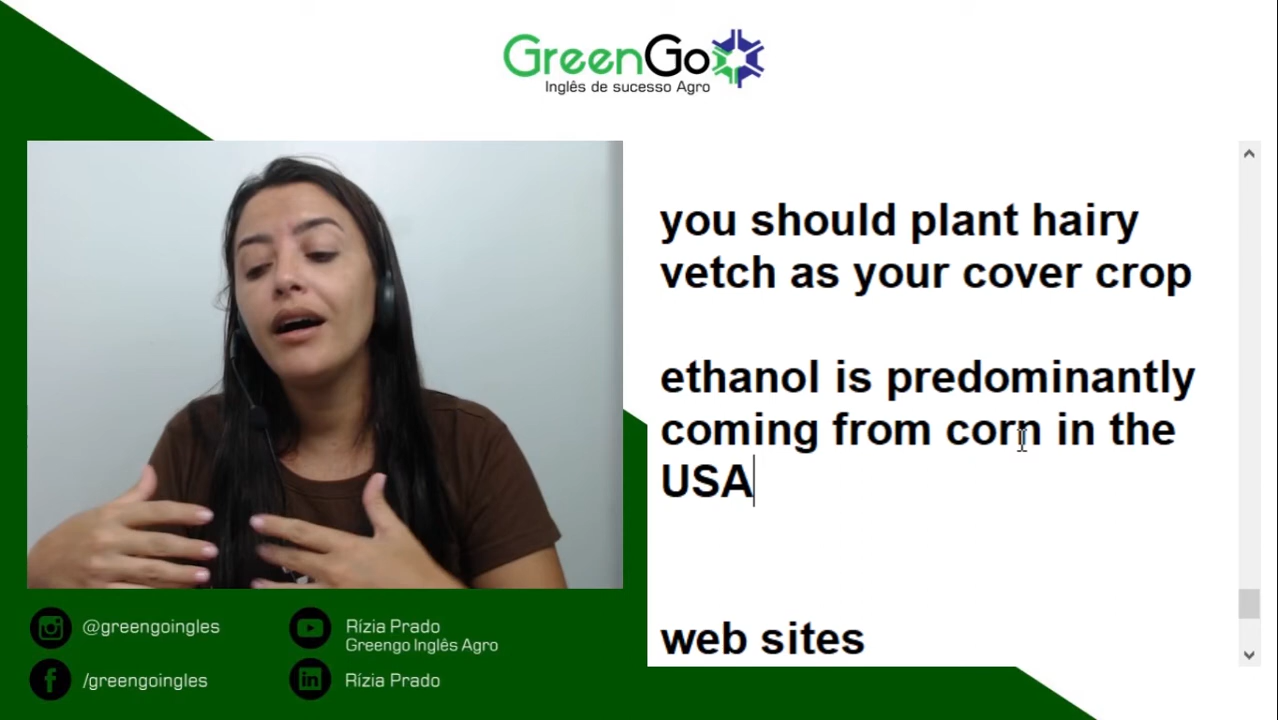 GreenGo
Inglês de sucesso Agro
you should plant hairy
vetch as your cover crop
ethanol is predominantly
coming from corn in the
USA
web sites
@greengoingles
Rízia Prado
Greengo Inglês Agro
/greengoingles
in
Rízia Prado